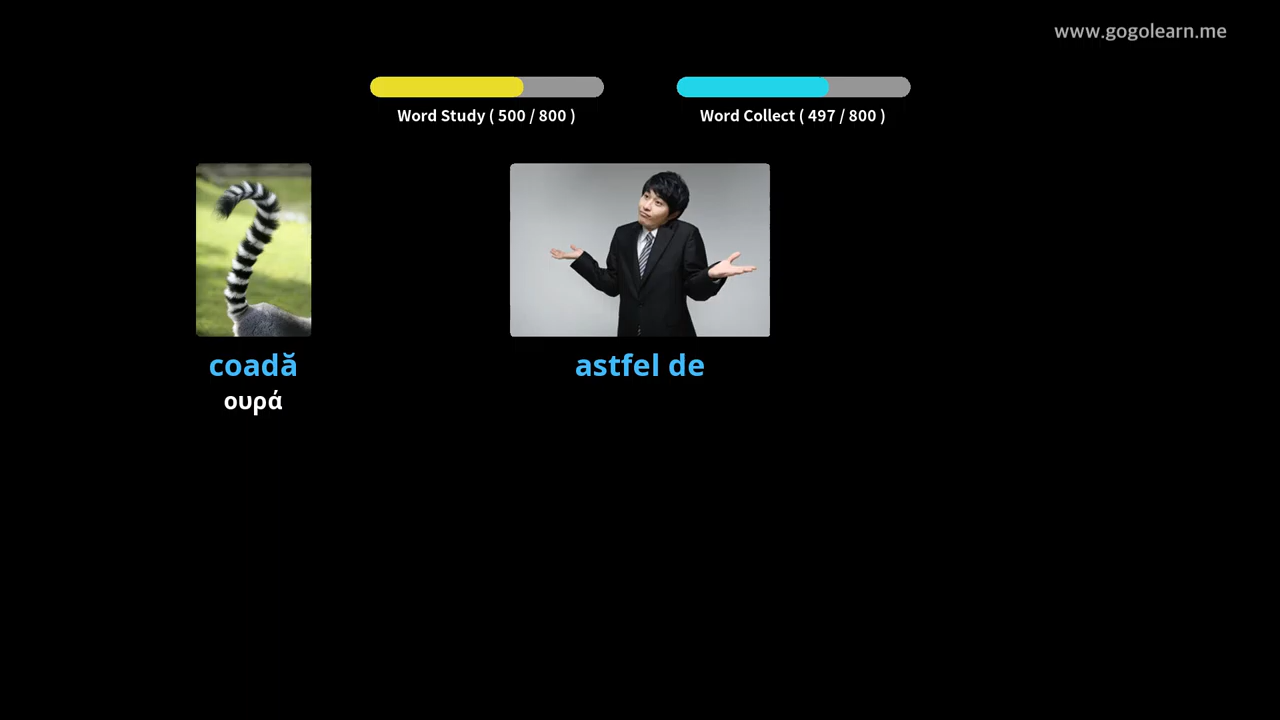 www.gogolearn.me
Word Study ( 500 / 800 )
Word Collect ( 497 / 800 )
coadă
ουρά
astfel de